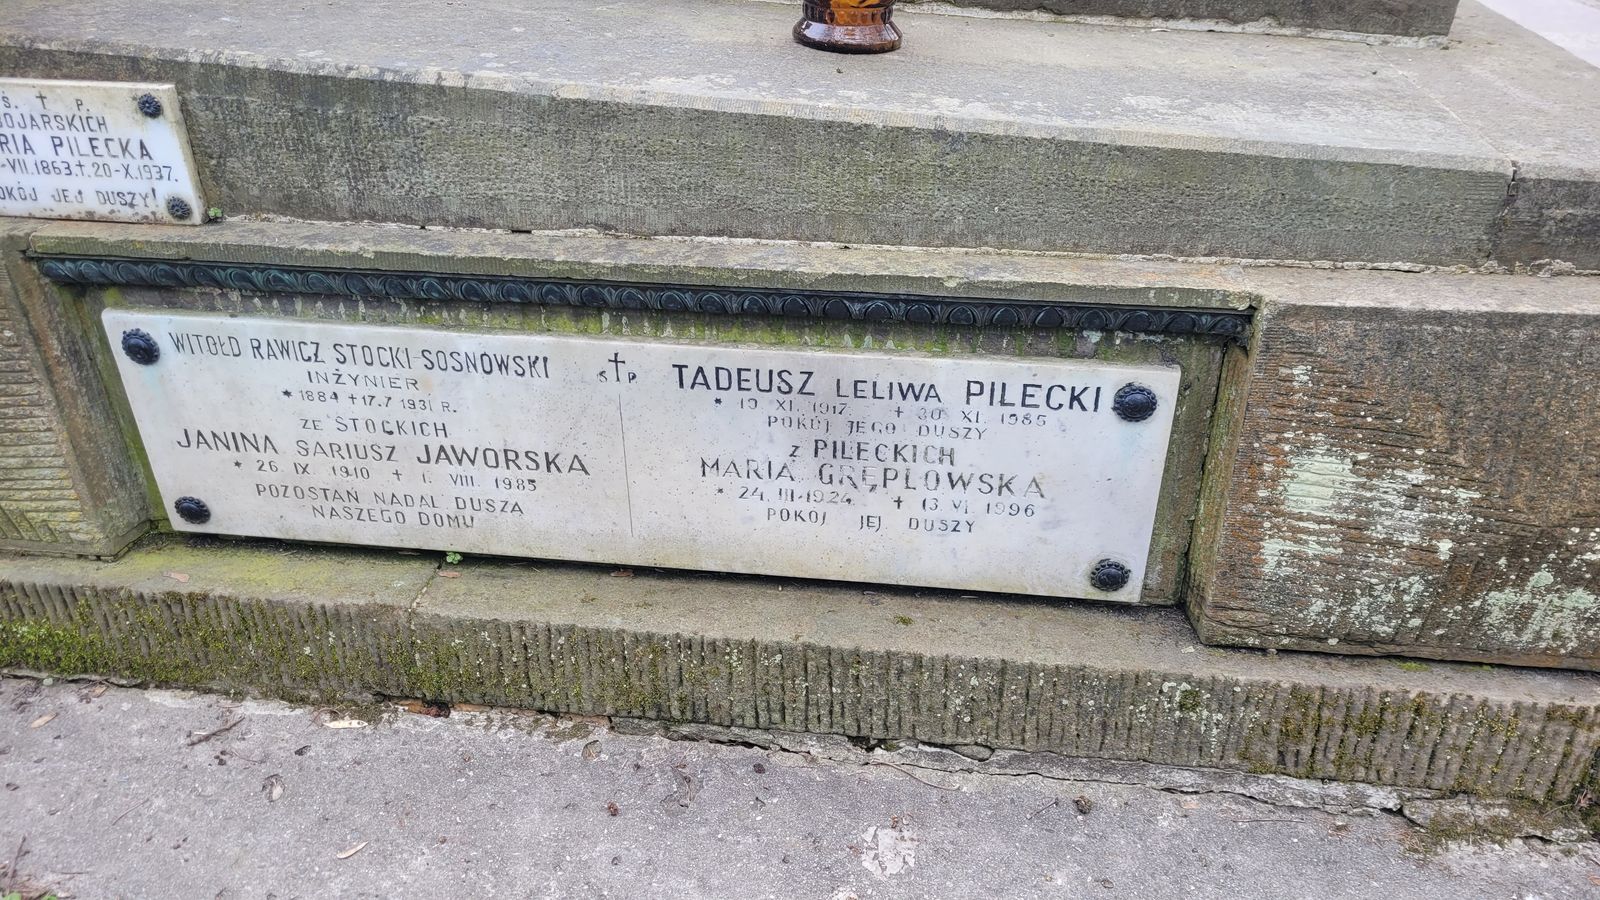 Ś. † P.
BOJARSKICH
RIA PILECKA
-VII.1863.†.20-X.1937.
POKÓJ JEJ DUSZY!
WITOLD RAWICZ STOCKI-SOSNOWSKI
INŻYNIER
* 1884 † 17.7 1931 R.
ZE STOCKICH
JANINA SARIUSZ JAWORSKA
* 26. IX 1910 † 1. VIII. 1985
POZOSTAŃ NADAL DUSZĄ
NASZEGO DOMU
Ś † P
TADEUSZ LELIWA PILECKI
XI. 1917. † 30 XI. 1985
POKÓJ JEGO DUSZY
Z PILECKICH
MARIA GRĘPLOWSKA
* 24. III-1924. † 13. VI. 1996
POKÓJ JEJ DUSZY